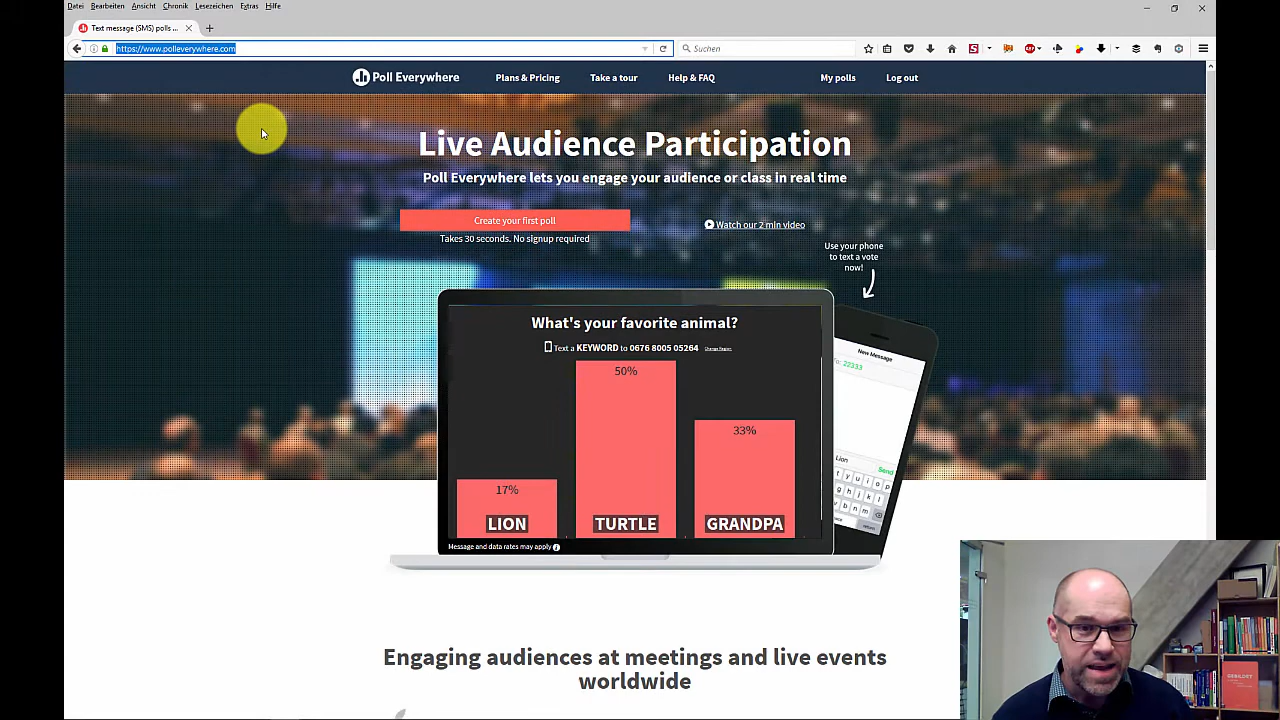 Datei Bearbeiten Ansicht Chronik Lesezeichen Extras Hilfe
Text message (SMS) polls ...
https://www.polleverywhere.com
Suchen
Poll Everywhere Plans & Pricing Take a tour Help & FAQ My polls Log out
Live Audience Participation
Poll Everywhere lets you engage your audience or class in real time
Create your first poll
Watch our 2 min video
Takes 30 seconds. No signup required
Use your phone
to text a vote
now!
What's your favorite animal?
Text a KEYWORD to 0676 8005 05264 Change Region
50%
33%
17%
LION TURTLE GRANDPA
Message and data rates may apply
New Message
To: 22333
Lion Send
t y u i o p
g h j k l
v b n m
return
Engaging audiences at meetings and live events
worldwide